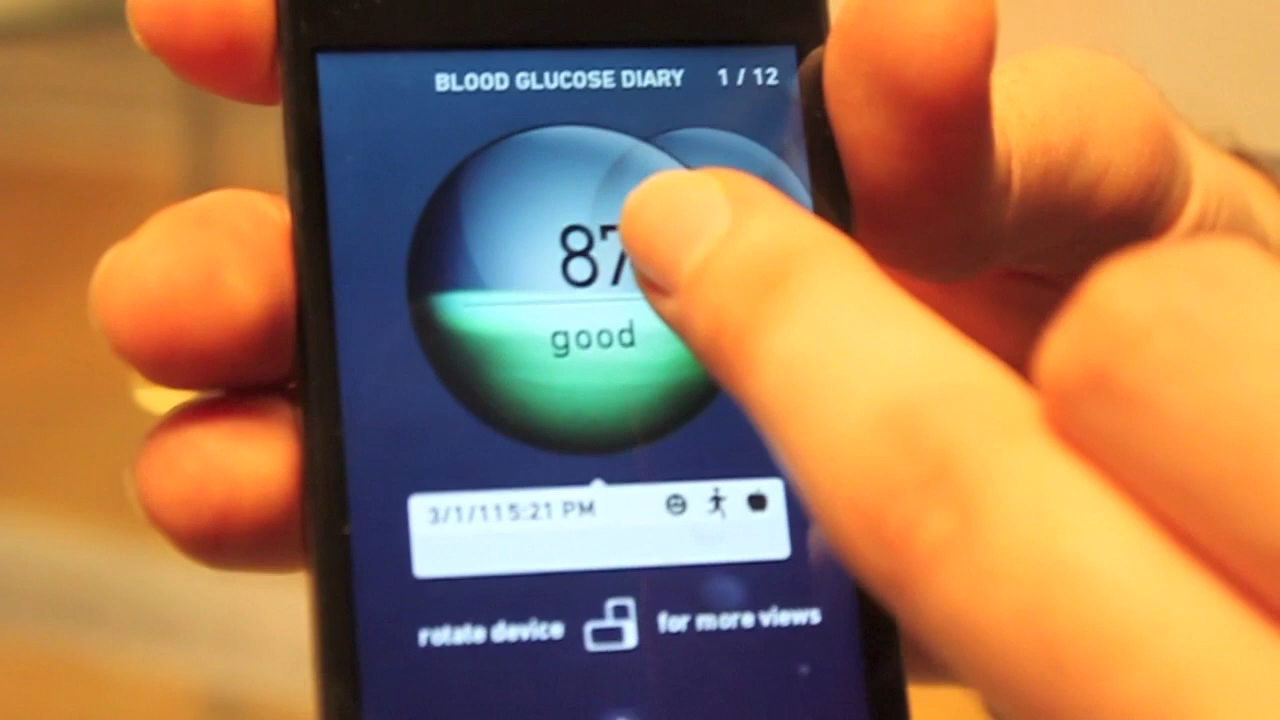 BLOOD GLUCOSE DIARY 1 / 12
87
good
3/1/11 5:21 PM
rotate device for more views